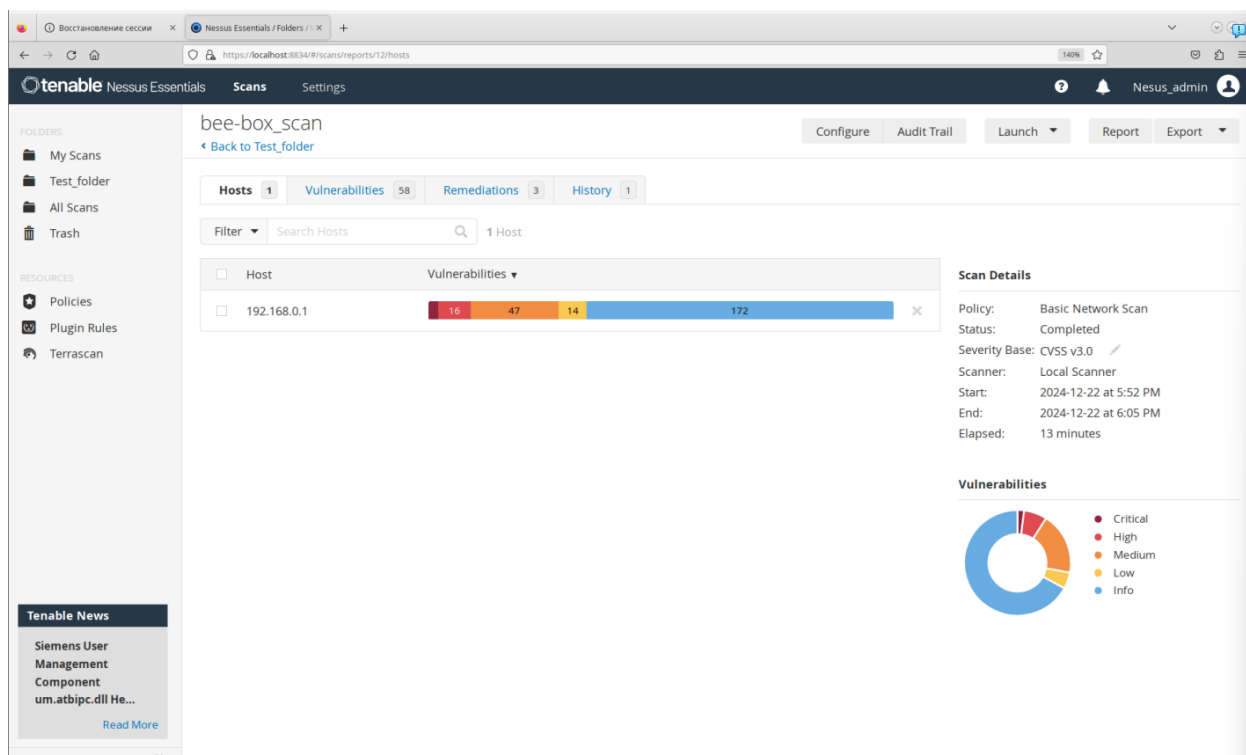 Восстановление сессии
Nessus Essentials / Folders /
https://localhost:8834/#/scans/reports/12/hosts
140%
tenable Nessus Essentials
Scans
Settings
Nesus_admin
FOLDERS
My Scans
Test_folder
All Scans
Trash
RESOURCES
Policies
Plugin Rules
Terrascan
Tenable News
Siemens User
Management
Component
um.atbipc.dll He...
Read More
bee-box_scan
Back to Test_folder
Configure
Audit Trail
Launch
Report
Export
Hosts 1
Vulnerabilities 58
Remediations 3
History 1
Filter
Search Hosts
1 Host
Host
Vulnerabilities
192.168.0.1
16 47 14 172
Scan Details
Policy: Basic Network Scan
Status: Completed
Severity Base: CVSS v3.0
Scanner: Local Scanner
Start: 2024-12-22 at 5:52 PM
End: 2024-12-22 at 6:05 PM
Elapsed: 13 minutes
Vulnerabilities
Critical
High
Medium
Low
Info